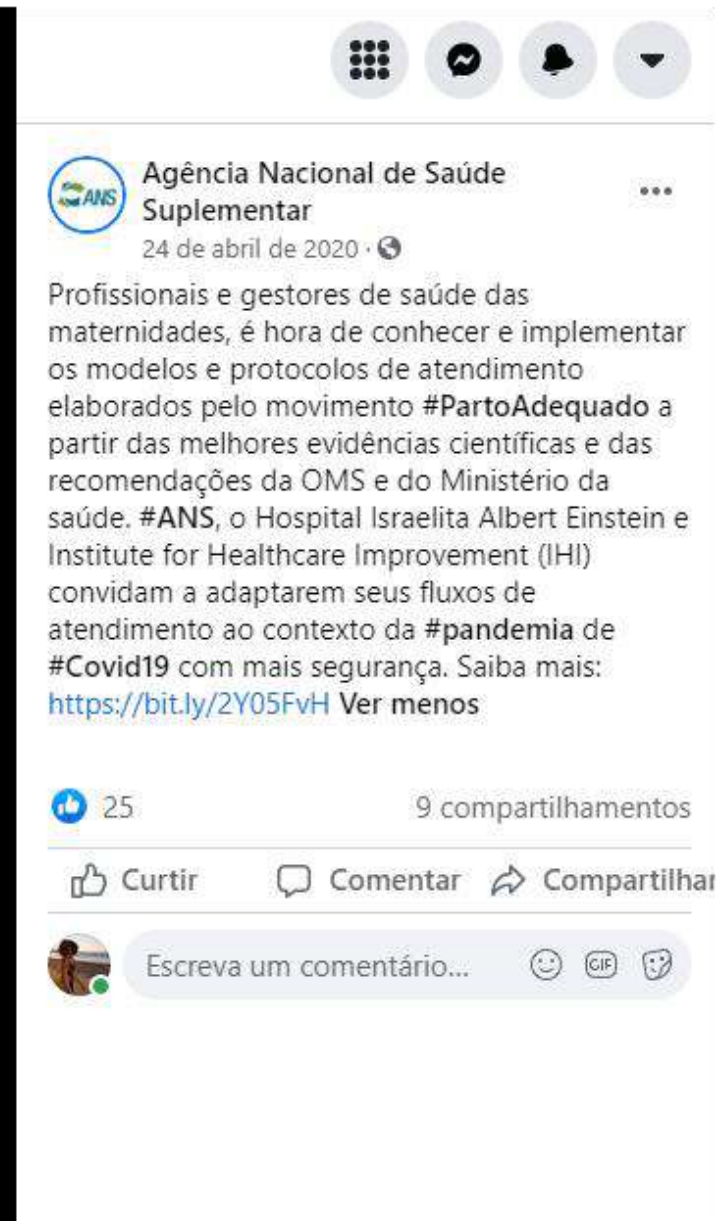 ANS
Agência Nacional de Saúde
Suplementar
24 de abril de 2020 ·
Profissionais e gestores de saúde das
maternidades, é hora de conhecer e implementar
os modelos e protocolos de atendimento
elaborados pelo movimento #PartoAdequado a
partir das melhores evidências científicas e das
recomendações da OMS e do Ministério da
saúde. #ANS, o Hospital Israelita Albert Einstein e
Institute for Healthcare Improvement (IHI)
convidam a adaptarem seus fluxos de
atendimento ao contexto da #pandemia de
#Covid19 com mais segurança. Saiba mais:
https://bit.ly/2Y05FvH Ver menos
25 9 compartilhamentos
Curtir Comentar Compartilhar
Escreva um comentário... GIF